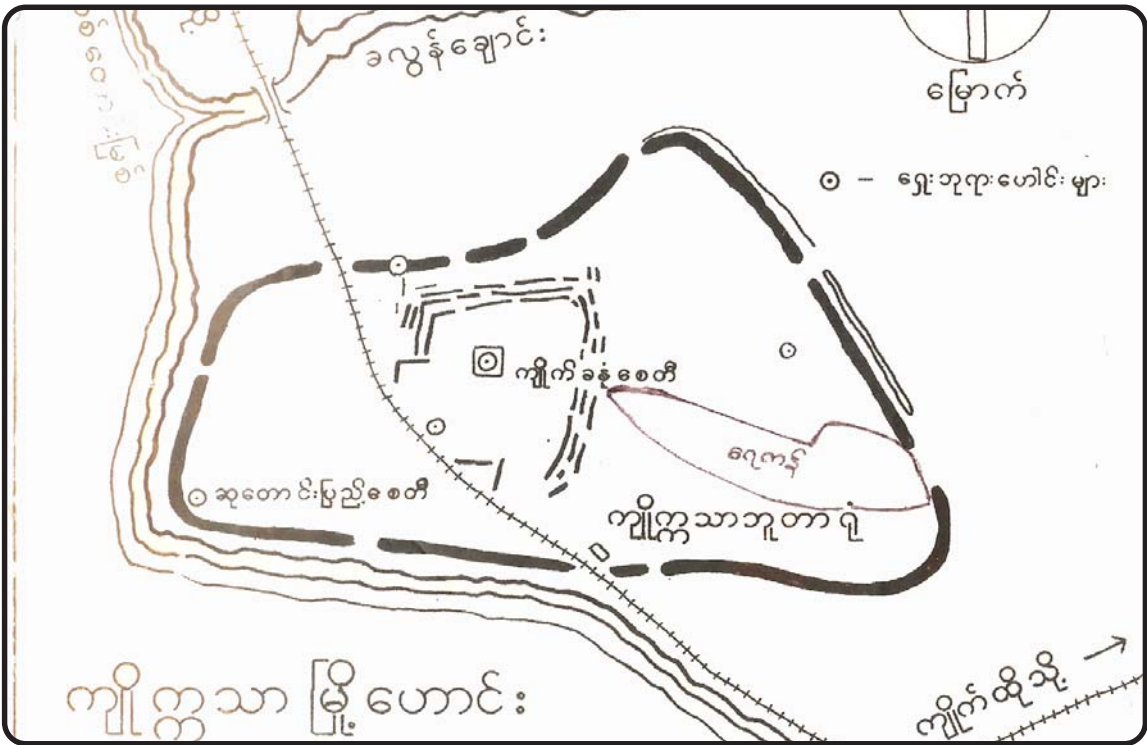 ခလွန်ချောင်း
မြောက်
⊙ – ရှေးဘုရားဟောင်းများ
ကျိုက်ခနုံစေတီ
ရေကန်
ဆုတောင်းပြည့်စေတီ
ကျိုက္ကသာဘူတာရုံ
ကျိုက္ကသာ မြို့ဟောင်း
ကျိုက်ထိုသို့